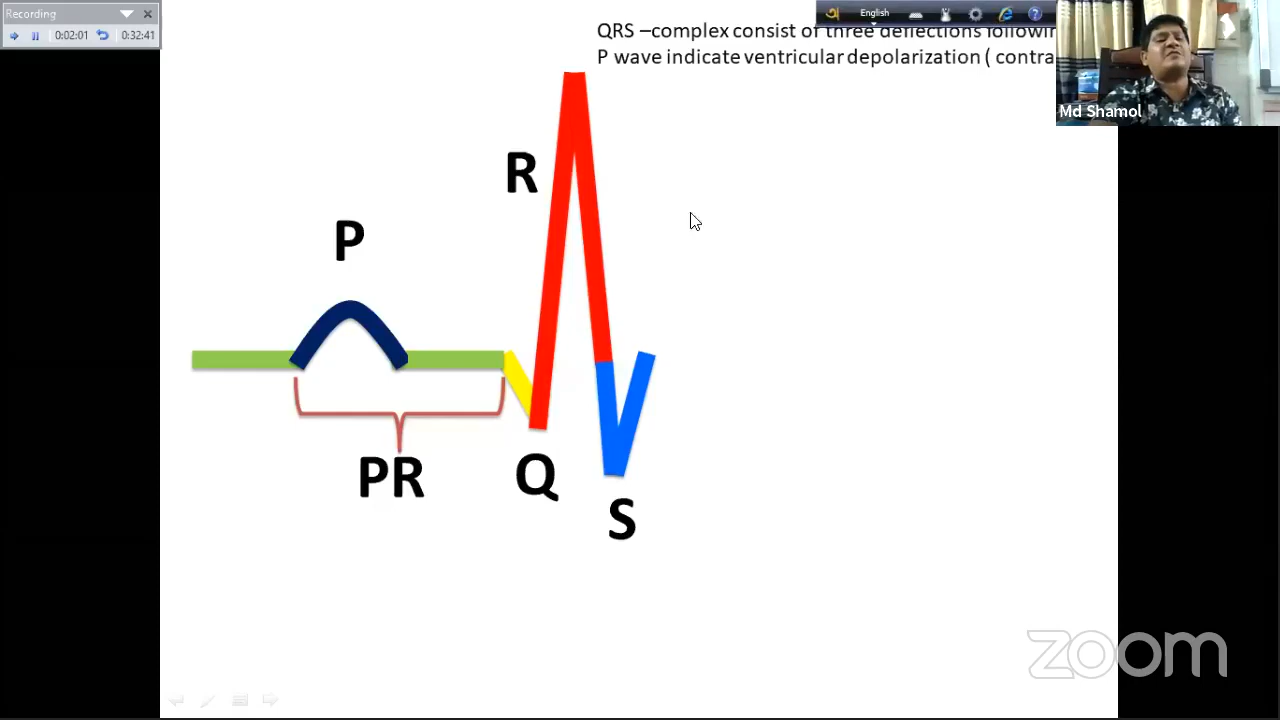 Recording
0:02:01 0:32:41
English
QRS –complex consist of three deflections
P wave indicate ventricular depolarization (
Md Shamol
R
P
PR
Q
S
zoom